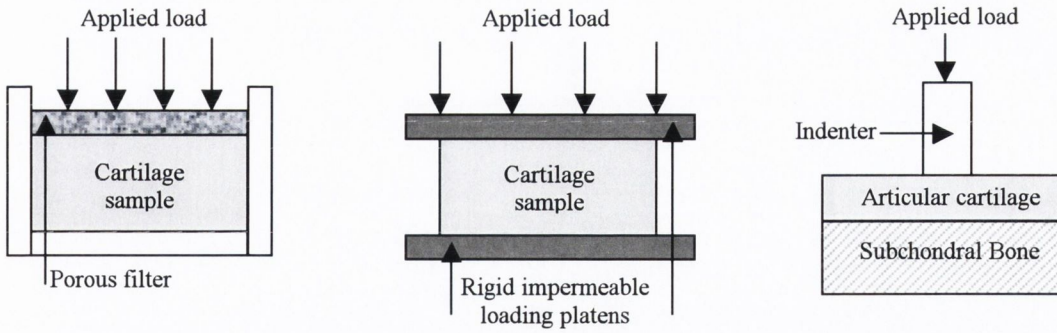 Applied load
Cartilage
sample
Porous filter
Applied load
Cartilage
sample
Rigid impermeable
loading platens
Applied load
Indenter
Articular cartilage
Subchondral Bone